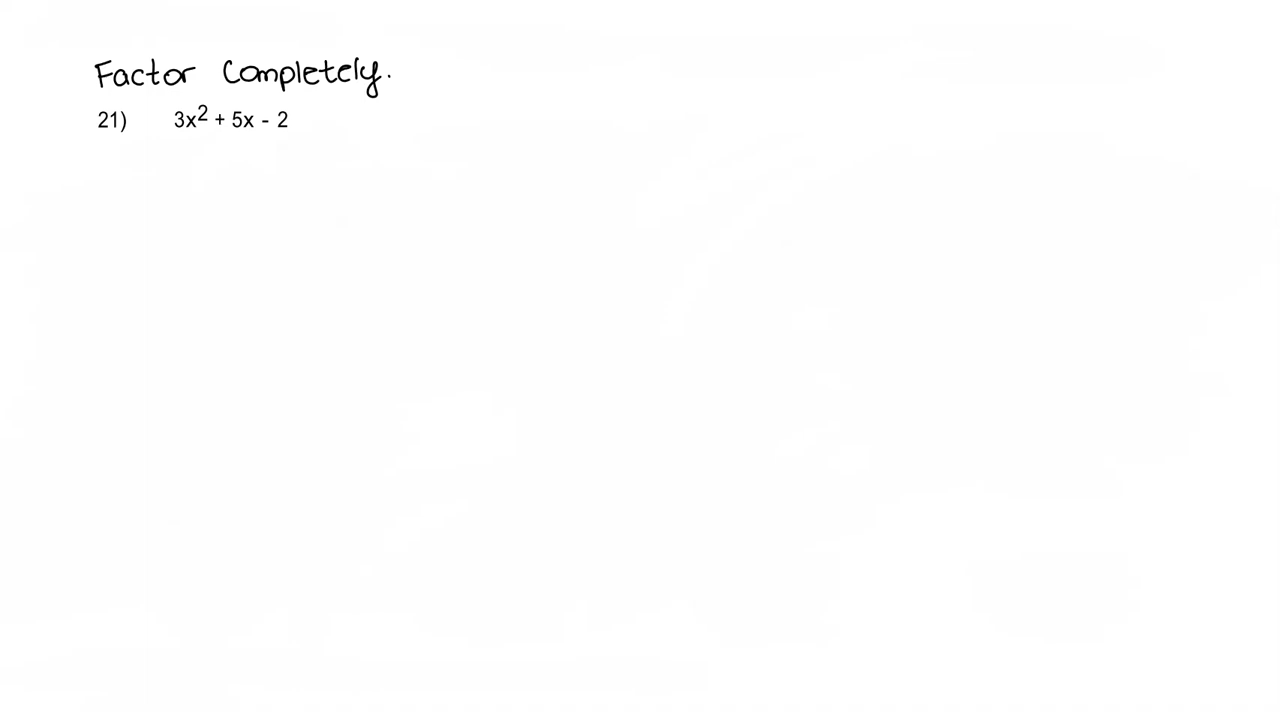 Factor Completely.
21) 3x² + 5x - 2